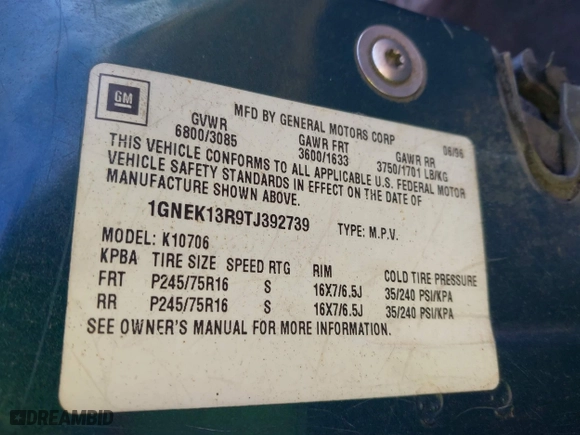 GM
MFD BY GENERAL MOTORS CORP 06/96
GVWR GAWR FRT GAWR RR
6800/3085 3600/1633 3750/1701 LB/KG
THIS VEHICLE CONFORMS TO ALL APPLICABLE U.S. FEDERAL MOTOR
VEHICLE SAFETY STANDARDS IN EFFECT ON THE DATE OF
MANUFACTURE SHOWN ABOVE.
1GNEK13R9TJ392739 TYPE: M.P.V.
MODEL: K10706
KPBA TIRE SIZE SPEED RTG RIM COLD TIRE PRESSURE
FRT P245/75R16 S 16X7/6.5J 35/240 PSI/KPA
RR P245/75R16 S 16X7/6.5J 35/240 PSI/KPA
SEE OWNER'S MANUAL FOR MORE INFORMATION.
DREAMBID